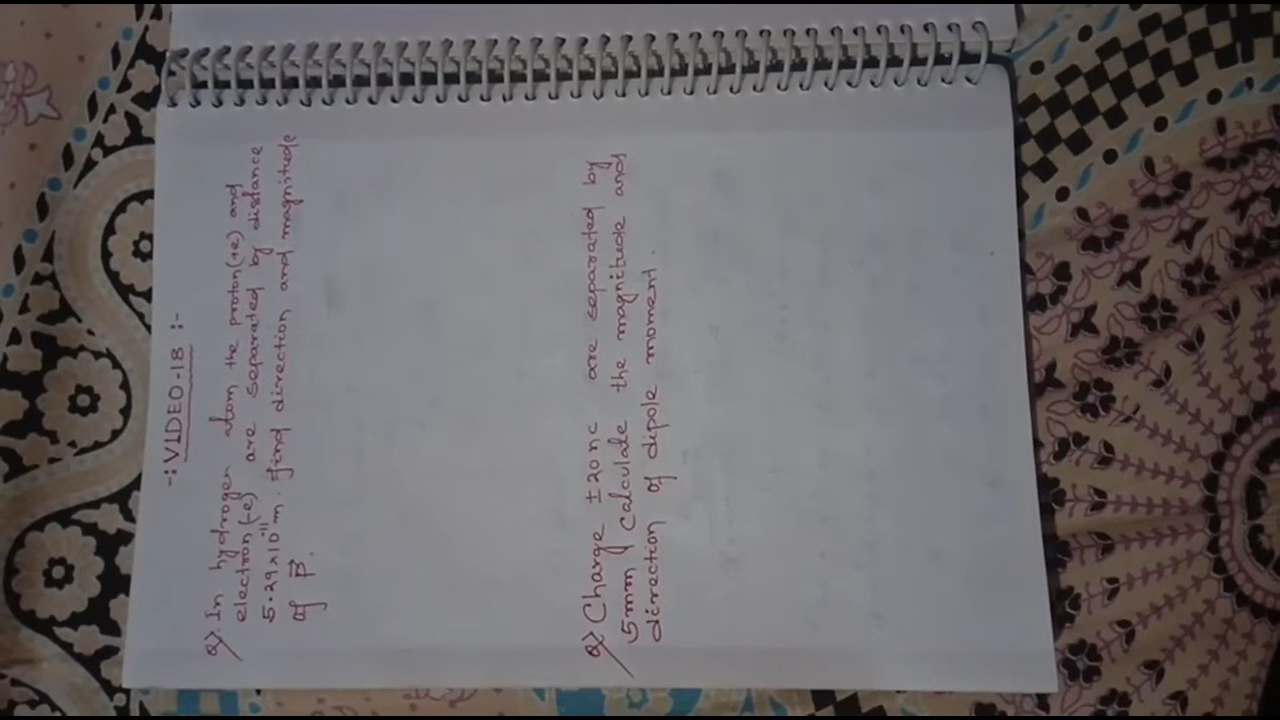 -: VIDEO-18 :-
Q> In hydrogen atom the proton(+e) and
electron(-e) are separated by distance
5.29×10⁻¹¹m. find direction and magnitude
of P⃗.
Q> Charge ±20nc are separated by
5mm calculade the magnitude and
direction of dipole moment.